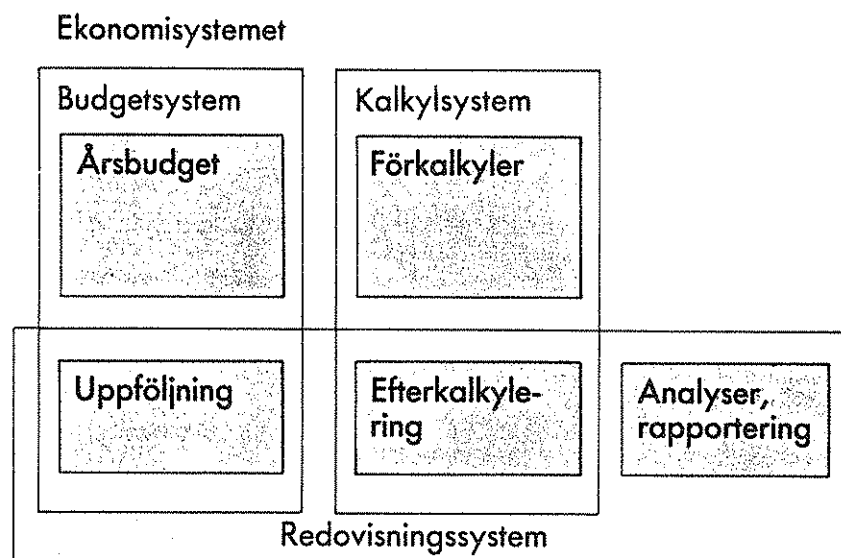 Ekonomisystemet
Budgetsystem
Kalkylsystem
Årsbudget
Förkalkyler
Uppföljning
Efterkalkyle-
ring
Analyser,
rapportering
Redovisningssystem